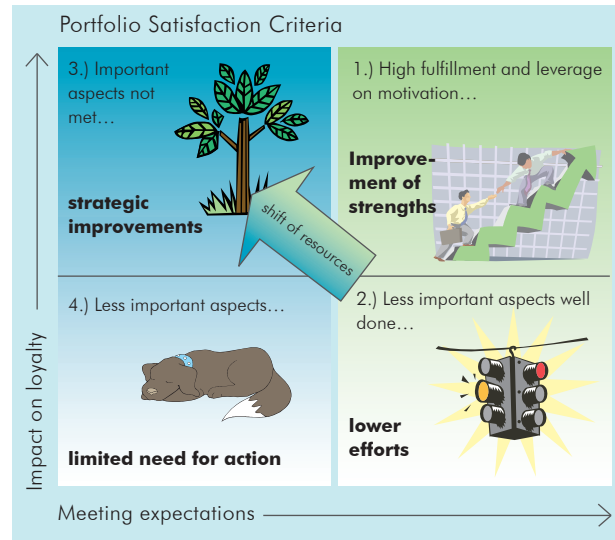 Portfolio Satisfaction Criteria
3.) Important
aspects not
met…
strategic
improvements
1.) High fulfillment and leverage
on motivation…
Improve-
ment of
strengths
shift of resources
4.) Less important aspects…
limited need for action
2.) Less important aspects well
done…
lower
efforts
Impact on loyalty
Meeting expectations